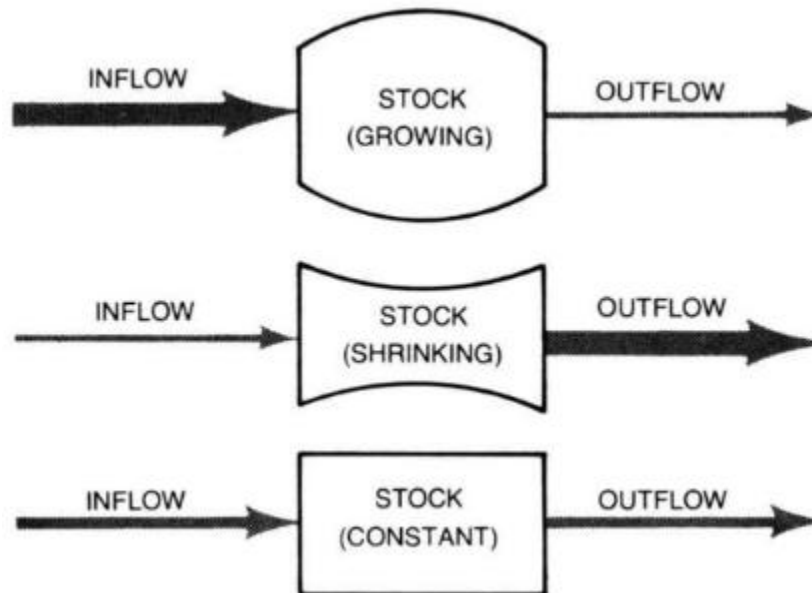 INFLOW
STOCK
(GROWING)
OUTFLOW
INFLOW
STOCK
(SHRINKING)
OUTFLOW
INFLOW
STOCK
(CONSTANT)
OUTFLOW